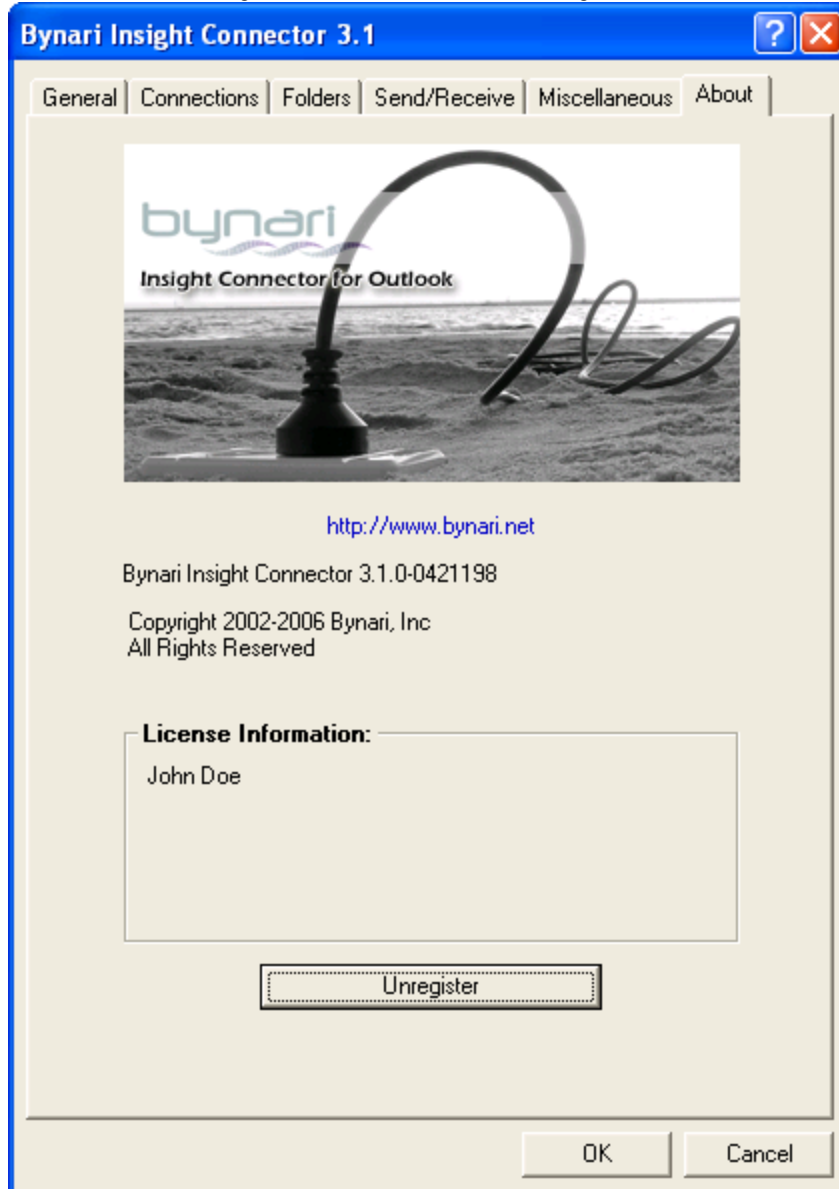 Bynari Insight Connector 3.1
General Connections Folders Send/Receive Miscellaneous About
bynari
Insight Connector for Outlook
http://www.bynari.net
Bynari Insight Connector 3.1.0-0421198
Copyright 2002-2006 Bynari, Inc
All Rights Reserved
License Information:
John Doe
Unregister
OK Cancel